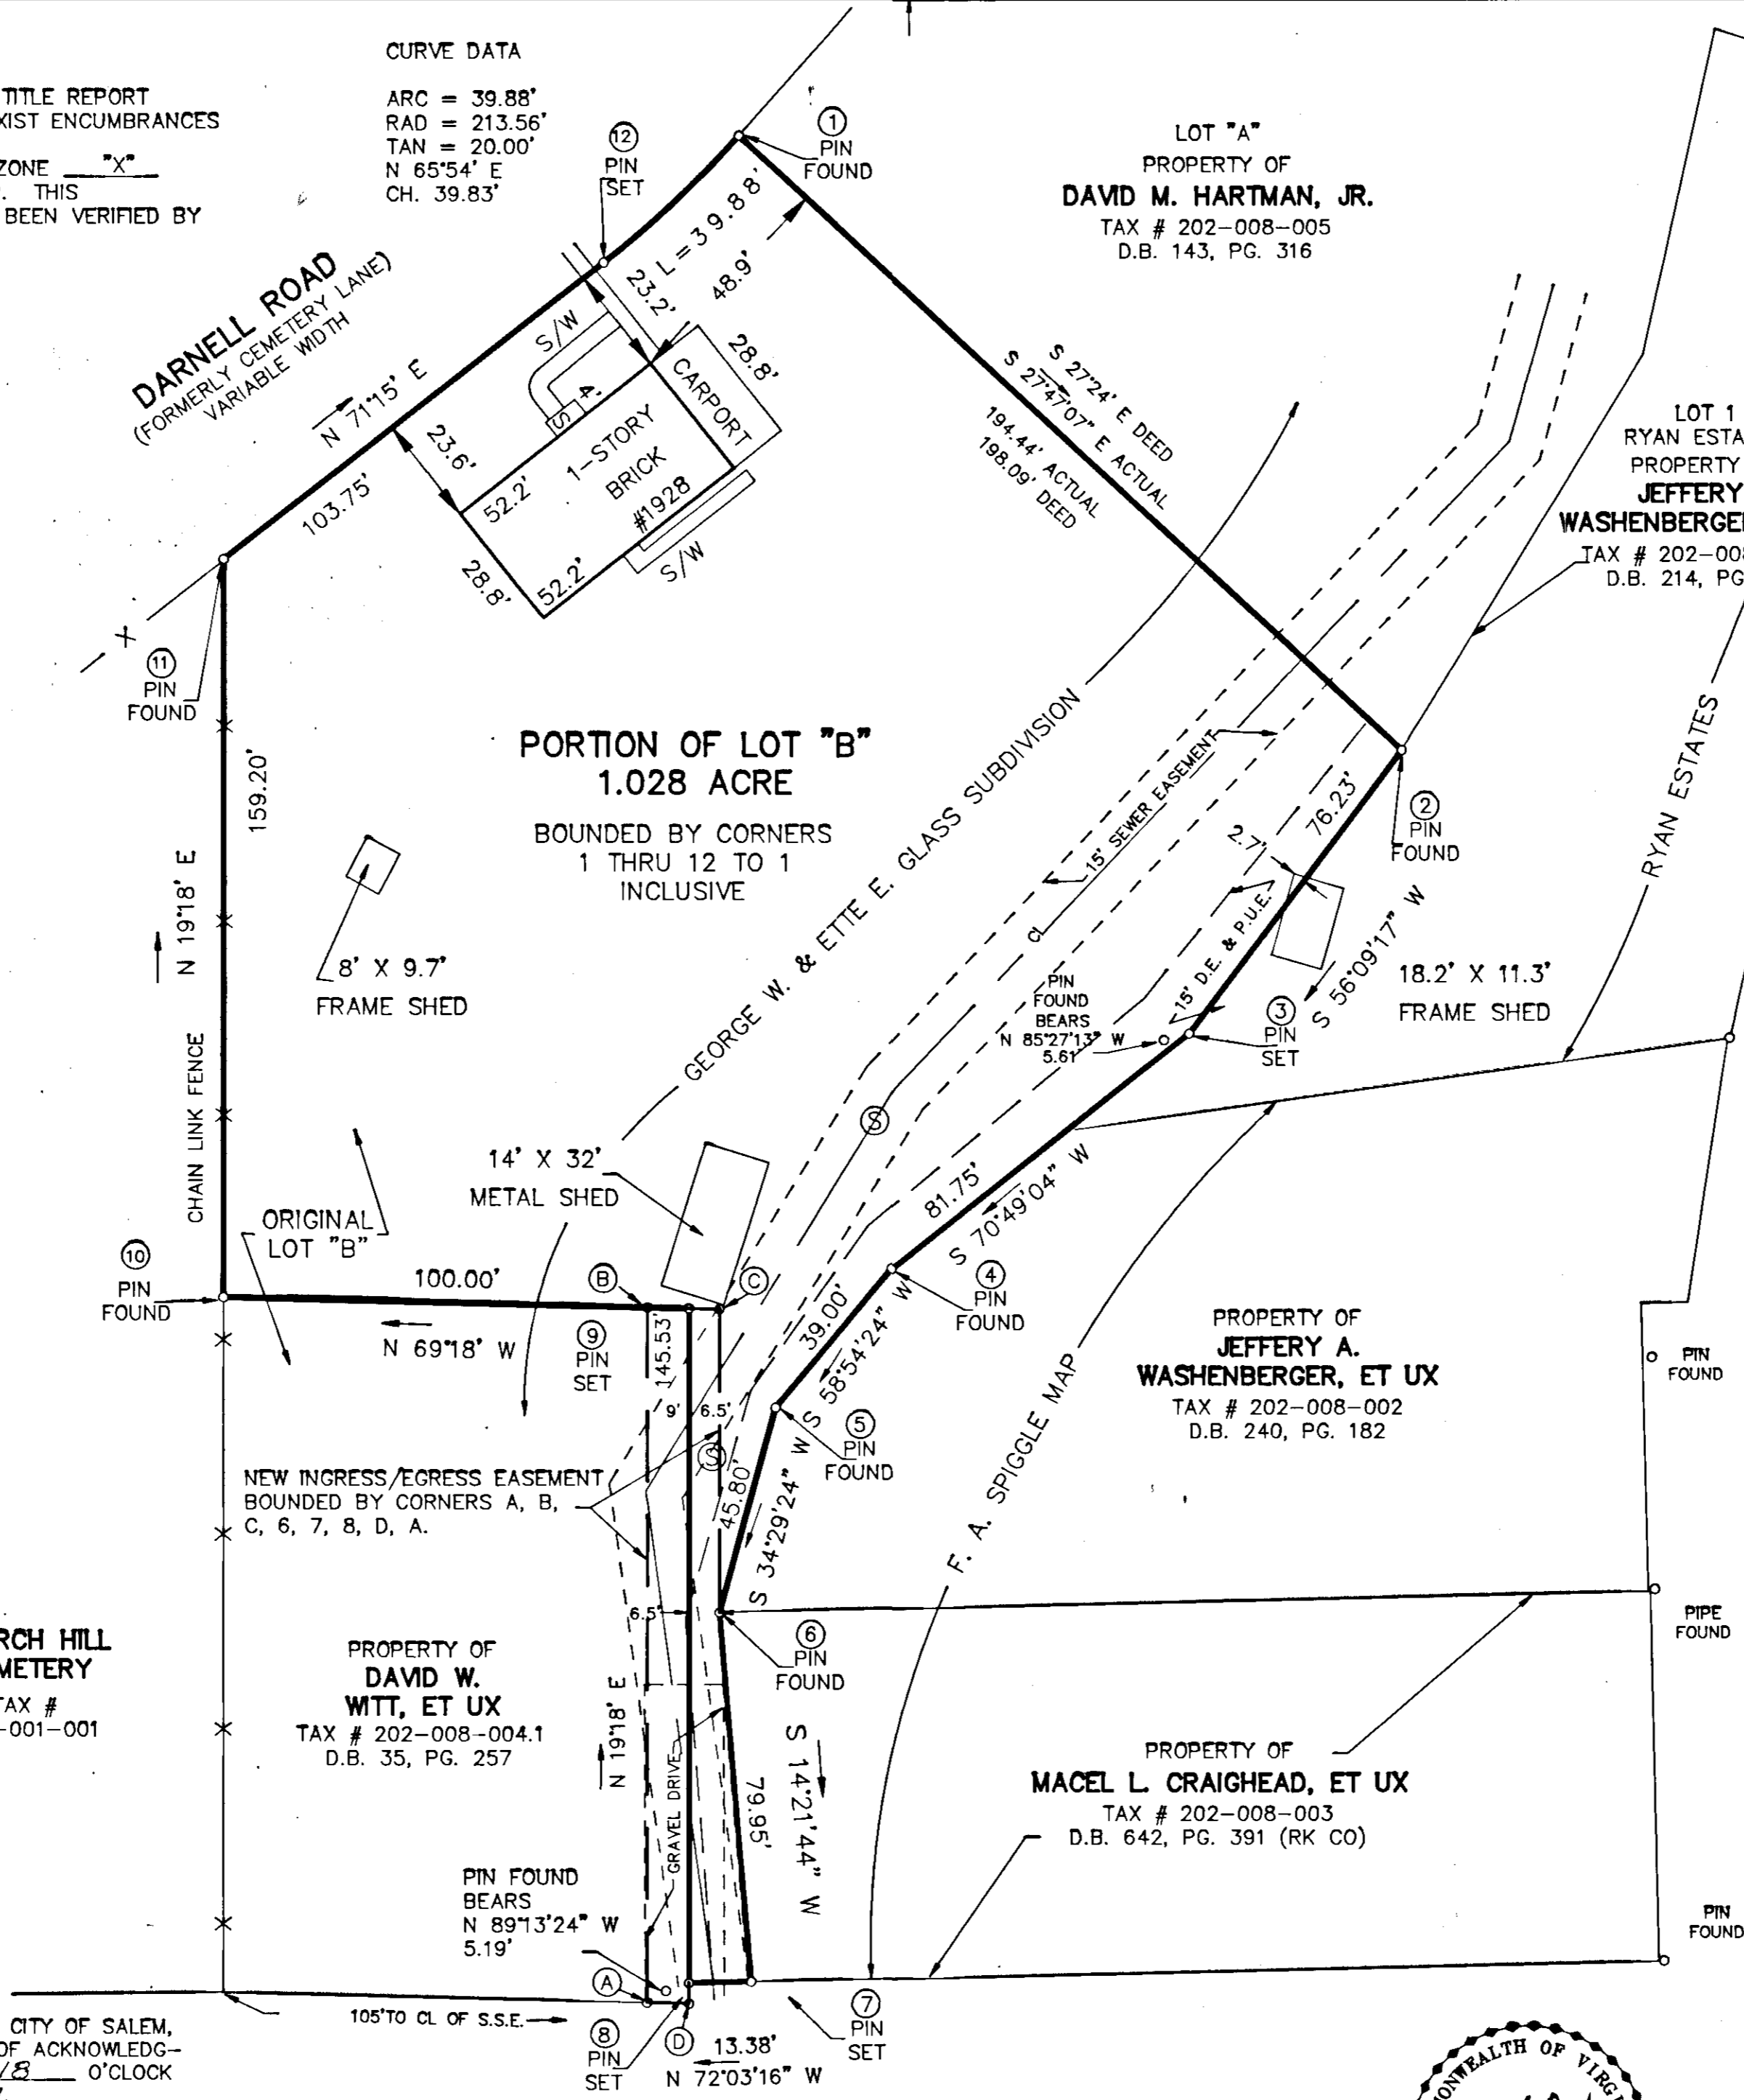 CURVE DATA
ARC = 39.88'
RAD = 213.56'
TAN = 20.00'
N 65°54' E
CH. 39.83'
TITLE REPORT
XIST ENCUMBRANCES
ZONE "X"
THIS
BEEN VERIFIED BY
12
PIN
SET
1
PIN
FOUND
LOT "A"
PROPERTY OF
DAVID M. HARTMAN, JR.
TAX # 202-008-005
D.B. 143, PG. 316
DARNELL ROAD
(FORMERLY CEMETERY LANE)
VARIABLE WIDTH
N 71°15' E
103.75'
L = 39.88'
23.2'
48.9'
S/W
S
4'
CARPORT
28.8'
23.6'
52.2'
1-STORY
BRICK
#1928
28.8'
52.2'
S/W
S 27°24' E DEED
S 27°47'07" E ACTUAL
194.44' ACTUAL
198.09' DEED
LOT 1
RYAN ESTA
PROPERTY
JEFFERY
WASHENBERGE
TAX # 202-00
D.B. 214, PG
X
11
PIN
FOUND
159.20'
N 19°18' E
CHAIN LINK FENCE
PORTION OF LOT "B"
1.028 ACRE
BOUNDED BY CORNERS
1 THRU 12 TO 1
INCLUSIVE
GEORGE W. & ETTE E. GLASS SUBDIVISION
15' SEWER EASEMENT
CL
76.23'
2
PIN
FOUND
2.7'
15' D.E. & P.U.E.
S 56°09'17" W
RYAN ESTATES
8' X 9.7'
FRAME SHED
PIN
FOUND
BEARS
N 85°27'13" W
5.61'
3
PIN
SET
18.2' X 11.3'
FRAME SHED
S
14' X 32'
METAL SHED
81.75'
S 70°49'04" W
ORIGINAL
LOT "B"
10
PIN
FOUND
100.00'
B
C
N 69°18' W
9
PIN
SET
145.53'
4
PIN
FOUND
39.00'
S 58°54'24" W
PROPERTY OF
JEFFERY A.
WASHENBERGER, ET UX
TAX # 202-008-002
D.B. 240, PG. 182
PIN
FOUND
9'
6.5'
5
PIN
FOUND
S
45.80'
S 34°29'24" W
NEW INGRESS/EGRESS EASEMENT
BOUNDED BY CORNERS A, B,
C, 6, 7, 8, D, A.
F. A. SPIGGLE MAP
6.5'
6
PIN
FOUND
PIPE
FOUND
RCH HILL
METERY
TAX #
-001-001
PROPERTY OF
DAVID W.
WITT, ET UX
TAX # 202-008-004.1
D.B. 35, PG. 257
N 19°18' E
GRAVEL DRIVE
79.95'
S 14°21'44" W
PROPERTY OF
MACEL L. CRAIGHEAD, ET UX
TAX # 202-008-003
D.B. 642, PG. 391 (RK CO)
PIN
FOUND
PIN FOUND
BEARS
N 89°13'24" W
5.19'
A
105' TO CL OF S.S.E.
8
PIN
SET
D
13.38'
N 72°03'16" W
7
PIN
SET
CITY OF SALEM,
OF ACKNOWLEDG-
O'CLOCK
ONWEALTH OF VIRG